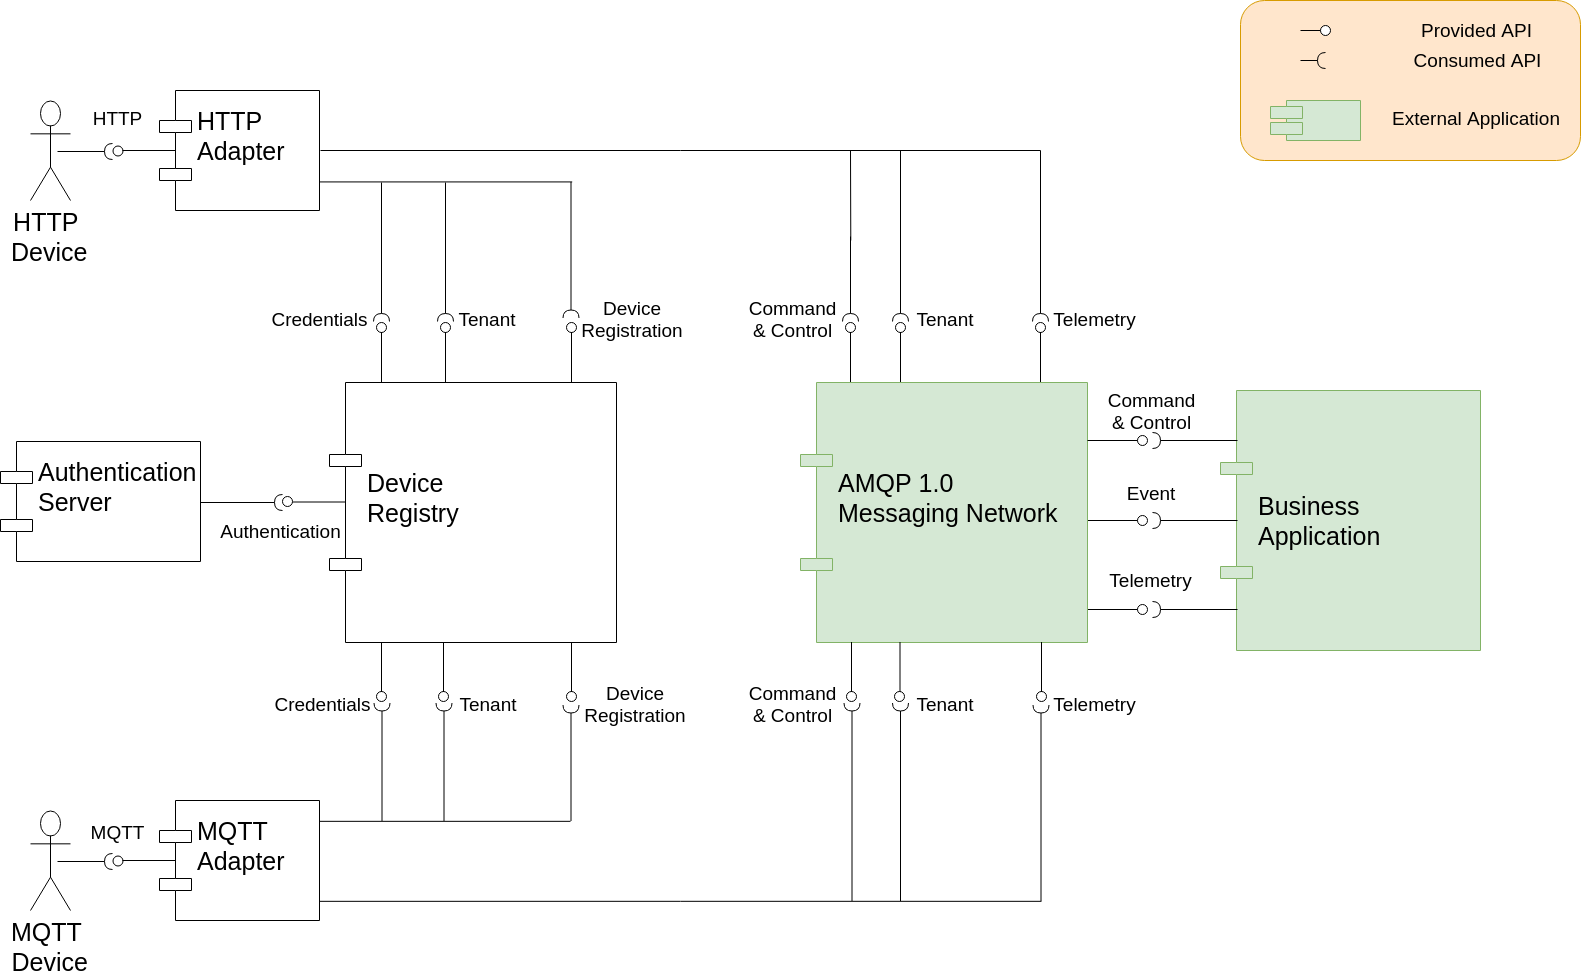 Provided API
Consumed API
External Application
HTTP
HTTP
Adapter
HTTP
Device
Credentials
Tenant
Device
Registration
Command
& Control
Tenant
Telemetry
Authentication
Server
Authentication
Device
Registry
AMQP 1.0
Messaging Network
Command
& Control
Event
Telemetry
Business
Application
Credentials
Tenant
Device
Registration
Command
& Control
Tenant
Telemetry
MQTT
MQTT
Adapter
MQTT
Device